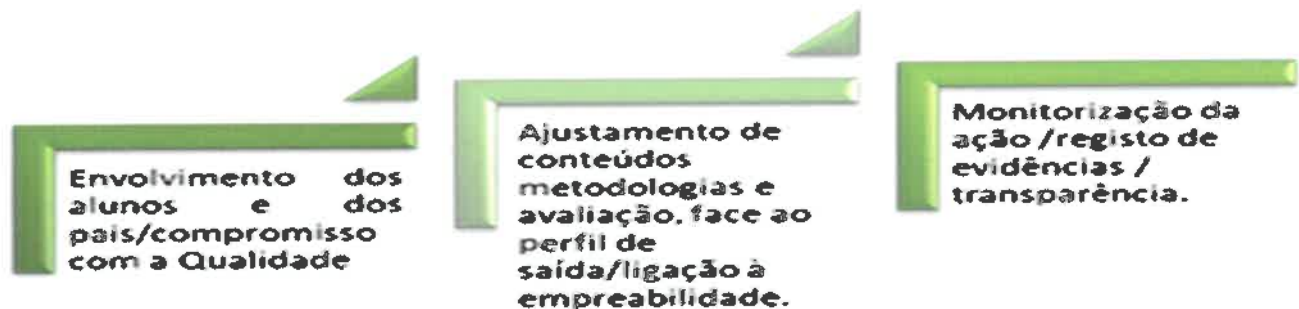 Envolvimento dos
alunos e dos
pais/compromisso
com a Qualidade
Ajustamento de
conteúdos
metodologias e
avaliação, face ao
perfil de
saída/ligação à
empreabilidade.
Monitorização da
ação /registo de
evidências /
transparência.